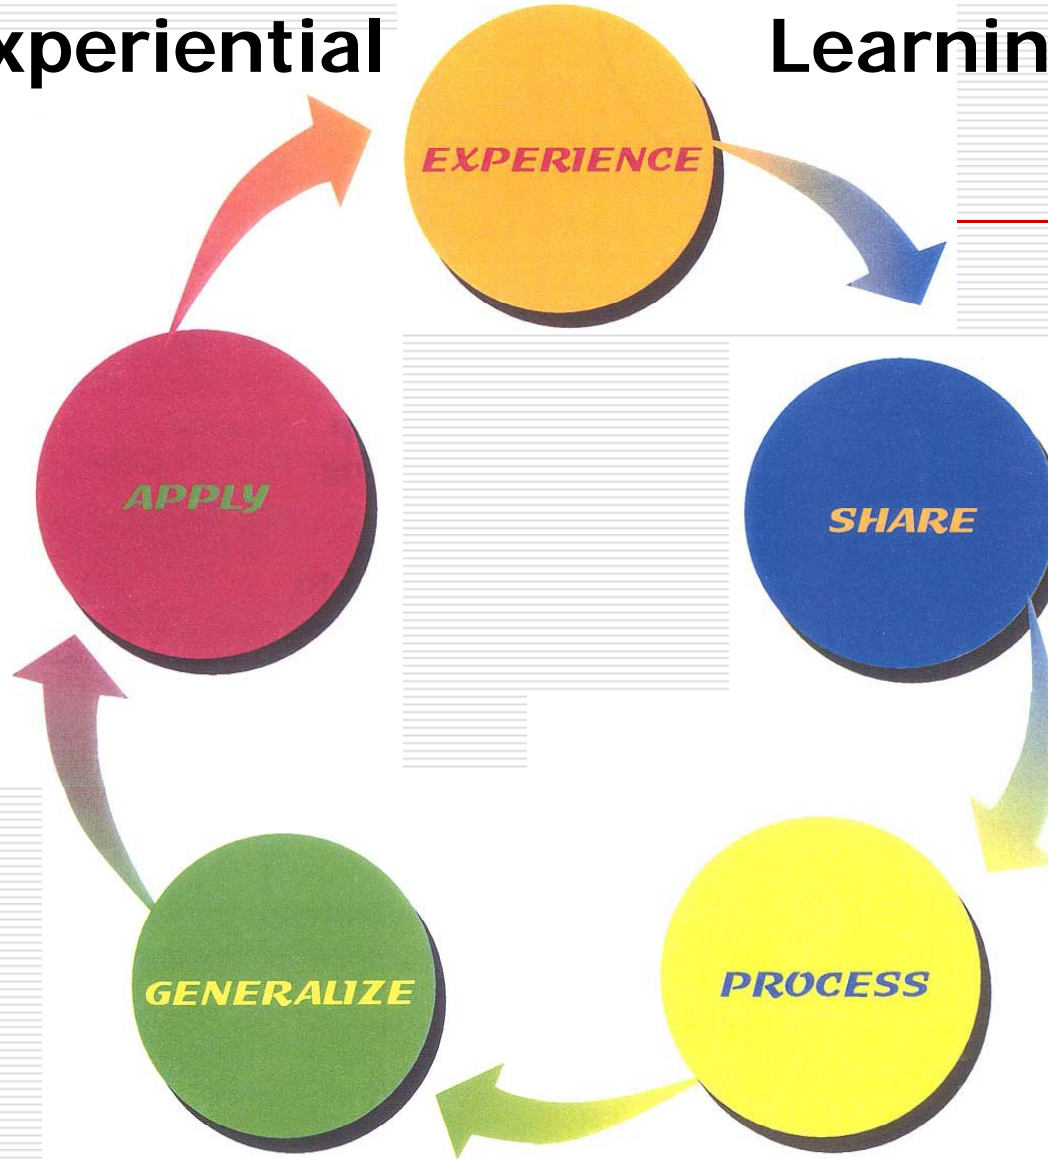 xperiential Learnin
EXPERIENCE
SHARE
PROCESS
GENERALIZE
APPLY